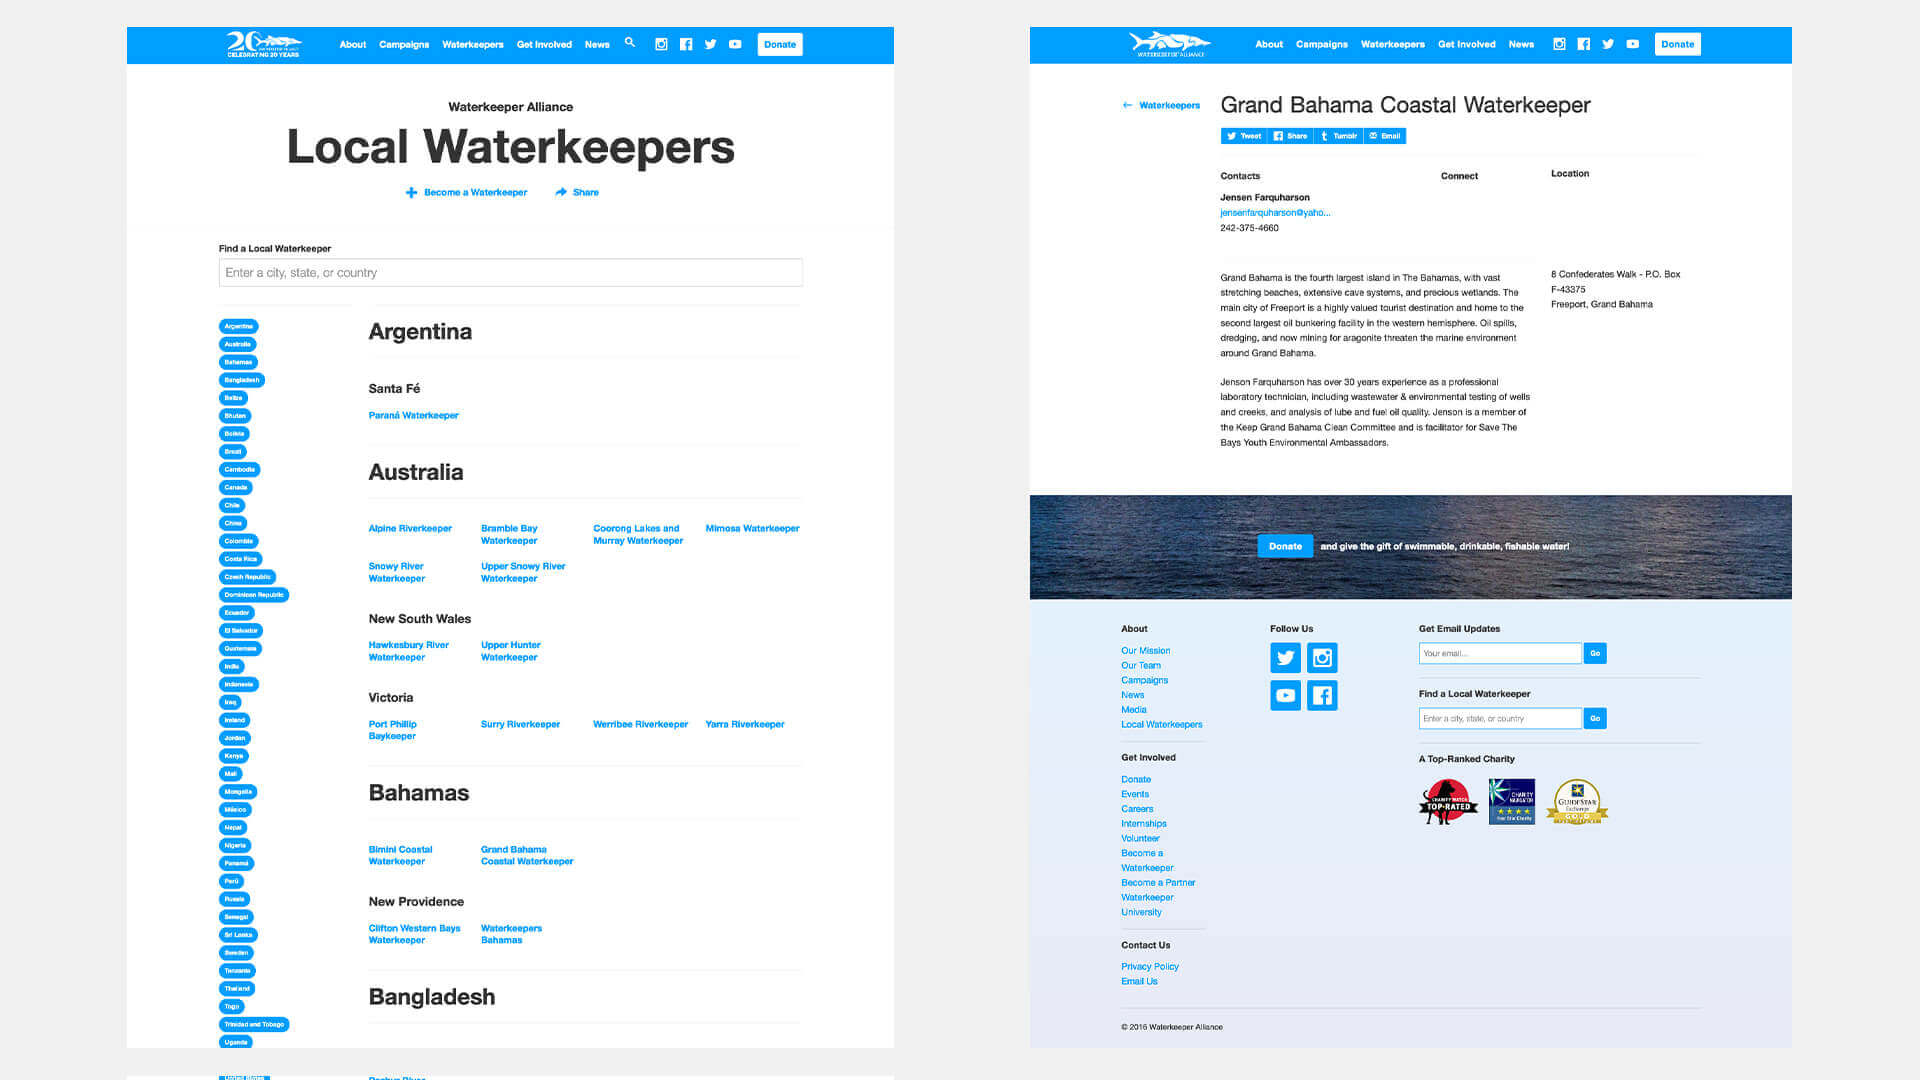 20
CELEBRATING 20 YEARS
About Campaigns Waterkeepers Get Involved News Donate
Waterkeeper Alliance
Local Waterkeepers
Become a Waterkeeper Share
Find a Local Waterkeeper
Enter a city, state, or country
Argentina
Australia
Bahamas
Bangladesh
Belize
Bhutan
Bolivia
Brazil
Cambodia
Canada
Chile
China
Colombia
Costa Rica
Czech Republic
Dominican Republic
Ecuador
El Salvador
Guatemala
India
Indonesia
Iraq
Ireland
Jordan
Kenya
Mali
Mongolia
México
Nepal
Nigeria
Panamá
Perú
Russia
Senegal
Sri Lanka
Sweden
Tanzania
Thailand
Togo
Trinidad and Tobago
Uganda
Argentina
Santa Fé
Paraná Waterkeeper
Australia
Alpine Riverkeeper
Bramble Bay
Waterkeeper
Coorong Lakes and
Murray Waterkeeper
Mimosa Waterkeeper
Snowy River
Waterkeeper
Upper Snowy River
Waterkeeper
New South Wales
Hawkesbury River
Waterkeeper
Upper Hunter
Waterkeeper
Victoria
Port Phillip
Baykeeper
Surry Riverkeeper
Werribee Riverkeeper
Yarra Riverkeeper
Bahamas
Bimini Coastal
Waterkeeper
Grand Bahama
Coastal Waterkeeper
New Providence
Clifton Western Bays
Waterkeeper
Waterkeepers
Bahamas
Bangladesh
WATERKEEPER ALLIANCE
About Campaigns Waterkeepers Get Involved News Donate
Waterkeepers
Grand Bahama Coastal Waterkeeper
Tweet Share Tumblr Email
Contacts
Jensen Farquharson
jensenfarquharson@yaho...
242-375-4660
Connect
Location
8 Confederates Walk - P.O. Box
F-43375
Freeport, Grand Bahama
Grand Bahama is the fourth largest island in The Bahamas, with vast
stretching beaches, extensive cave systems, and precious wetlands. The
main city of Freeport is a highly valued tourist destination and home to the
second largest oil bunkering facility in the western hemisphere. Oil spills,
dredging, and now mining for aragonite threaten the marine environment
around Grand Bahama.
Jenson Farquharson has over 30 years experience as a professional
laboratory technician, including wastewater & environmental testing of wells
and creeks, and analysis of lube and fuel oil quality. Jenson is a member of
the Keep Grand Bahama Clean Committee and is facilitator for Save The
Bays Youth Environmental Ambassadors.
Donate and give the gift of swimmable, drinkable, fishable water!
About
Our Mission
Our Team
Campaigns
News
Media
Local Waterkeepers
Get Involved
Donate
Events
Careers
Internships
Volunteer
Become a
Waterkeeper
Become a Partner
Waterkeeper
University
Contact Us
Privacy Policy
Email Us
Follow Us
Get Email Updates
Your email... Go
Find a Local Waterkeeper
Enter a city, state, or country Go
A Top-Ranked Charity
CHARITY WATCH
TOP-RATED
CHARITY
NAVIGATOR
Four Star Charity
GUIDESTAR
Exchange
GOLD
© 2016 Waterkeeper Alliance